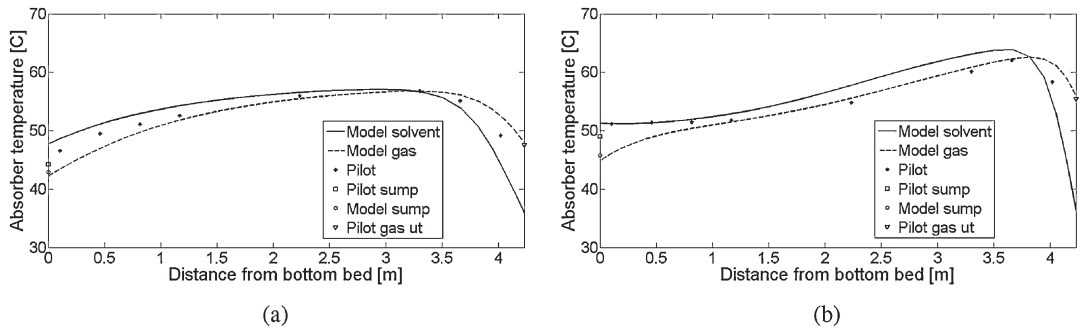 70
60
50
40
30
Absorber temperature [C]
0
0.5
1
1.5
2
2.5
3
3.5
4
Distance from bottom bed [m]
Model solvent
Model gas
Pilot
Pilot sump
Model sump
Pilot gas ut
(a)
70
60
50
40
30
Absorber temperature [C]
0
0.5
1
1.5
2
2.5
3
3.5
4
Distance from bottom bed [m]
Model solvent
Model gas
Pilot
Pilot sump
Model sump
Pilot gas ut
(b)